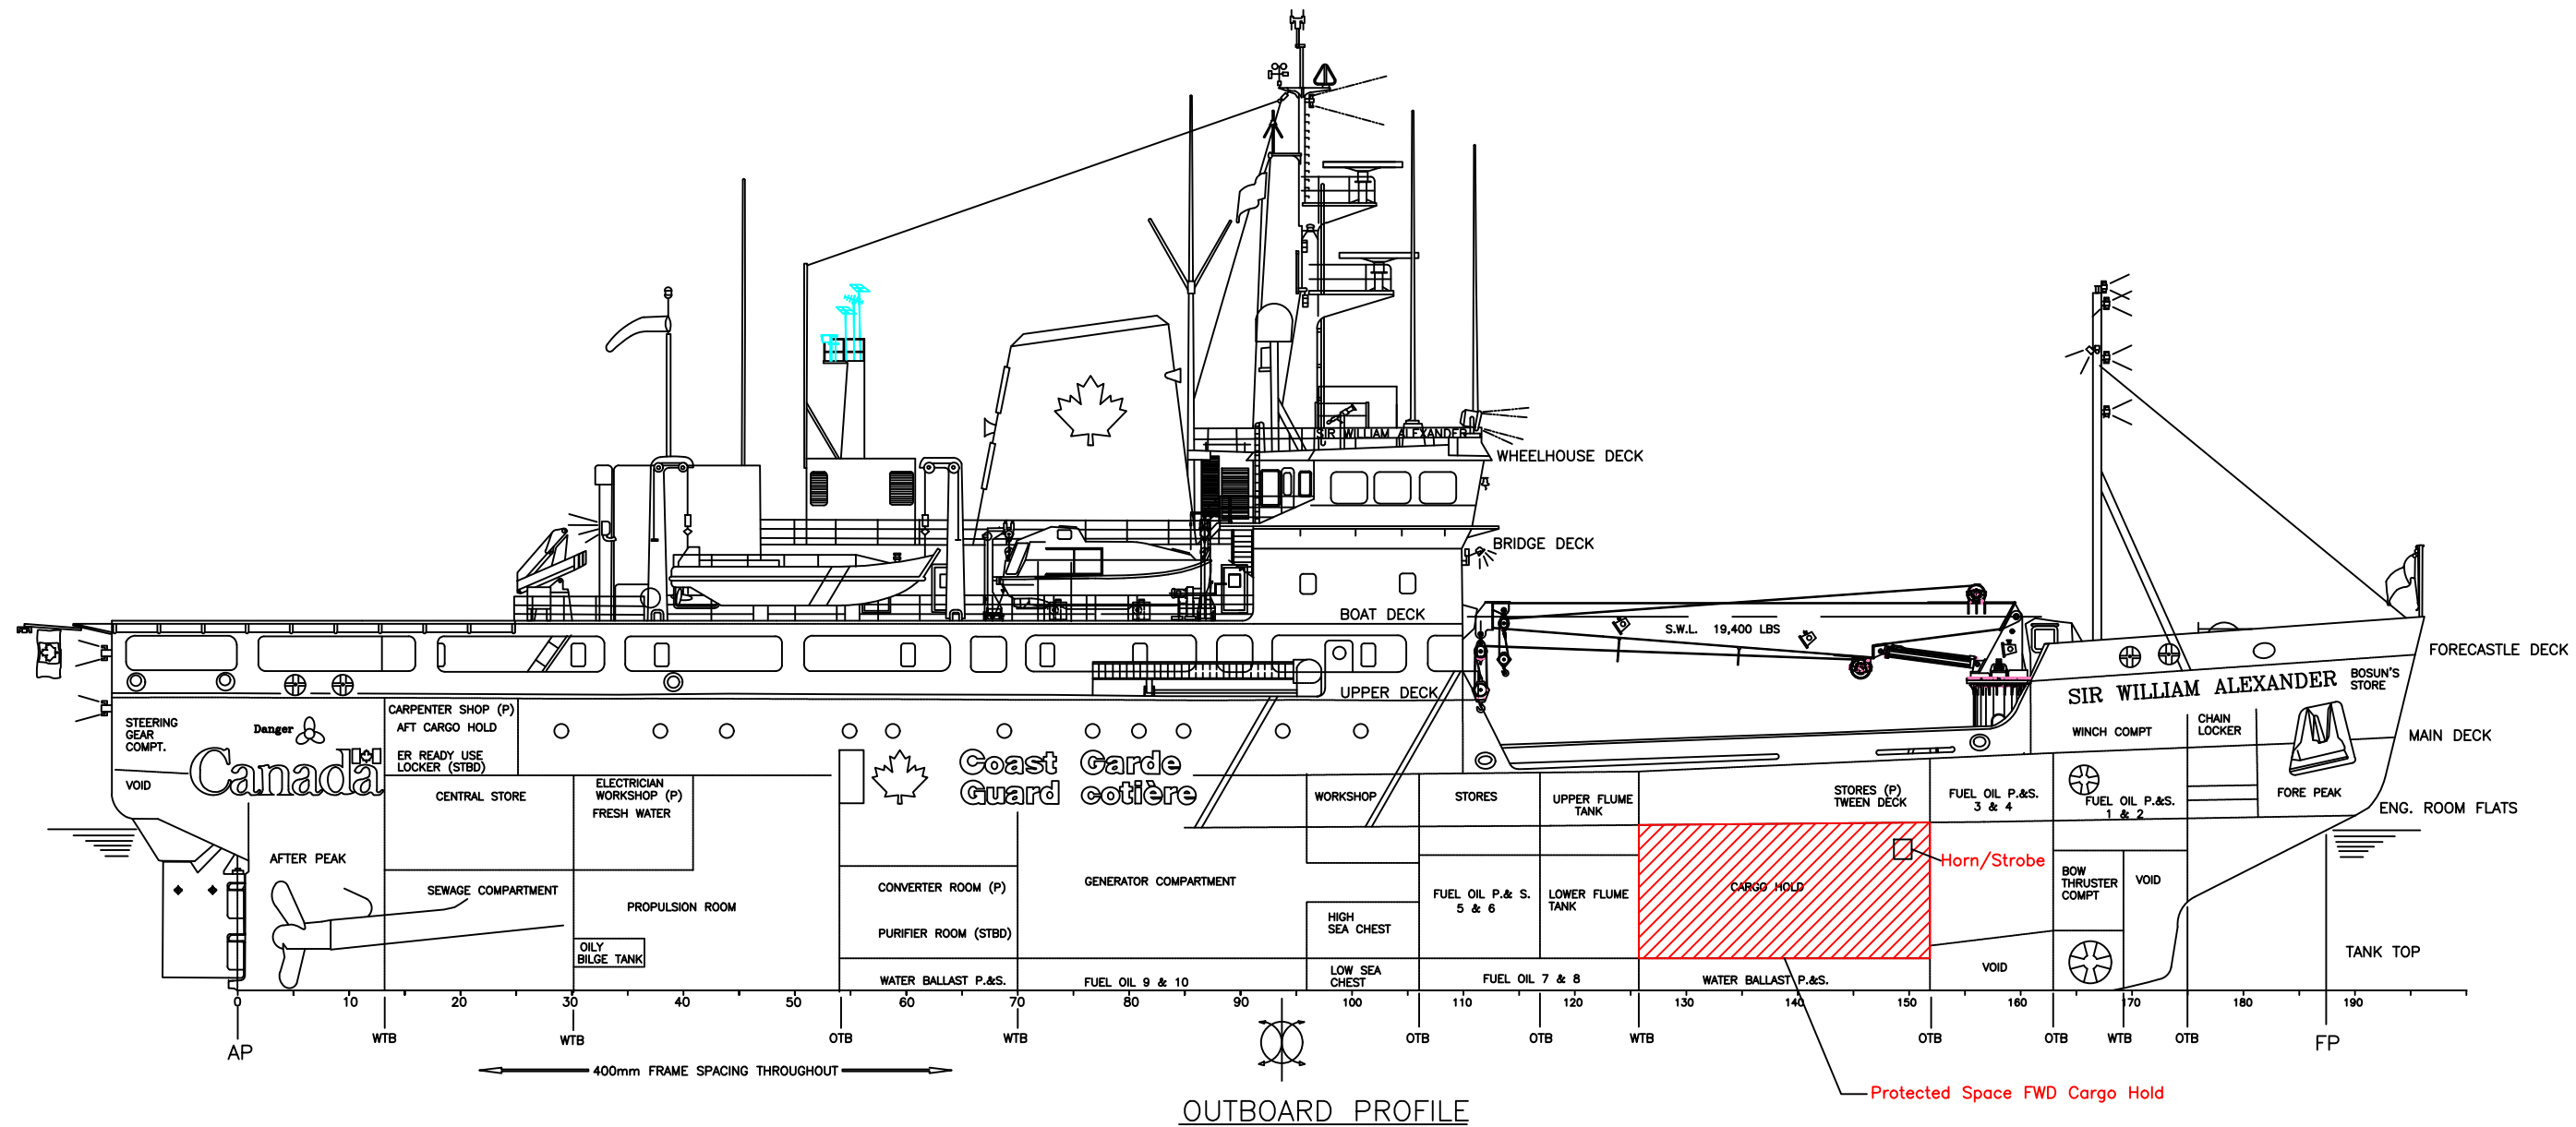 SIR WILLIAM ALEXANDER
WHEELHOUSE DECK
BRIDGE DECK
BOAT DECK
S.W.L. 19,400 LBS
FORECASTLE DECK
UPPER DECK
SIR WILLIAM ALEXANDER
BOSUN'S
STORE
STEERING
GEAR
COMPT.
VOID
Danger
Canada
CARPENTER SHOP (P)
AFT CARGO HOLD
ER READY USE
LOCKER (STBD)
Coast Garde
Guard côtière
WINCH COMPT
CHAIN
LOCKER
MAIN DECK
CENTRAL STORE
ELECTRICIAN
WORKSHOP (P)
FRESH WATER
WORKSHOP
STORES
UPPER FLUME
TANK
STORES (P)
TWEEN DECK
FUEL OIL P.&S.
3 & 4
FUEL OIL P.&S.
1 & 2
FORE PEAK
ENG. ROOM FLATS
AFTER PEAK
SEWAGE COMPARTMENT
PROPULSION ROOM
OILY
BILGE TANK
CONVERTER ROOM (P)
PURIFIER ROOM (STBD)
GENERATOR COMPARTMENT
HIGH
SEA CHEST
FUEL OIL P.& S.
5 & 6
LOWER FLUME
TANK
CARGO HOLD
Horn/Strobe
BOW
THRUSTER
COMPT
VOID
TANK TOP
WATER BALLAST P.&S.
FUEL OIL 9 & 10
LOW SEA
CHEST
FUEL OIL 7 & 8
WATER BALLAST P.&S.
VOID
0 10 20 30 40 50 60 70 80 90 100 110 120 130 140 150 160 170 180 190
AP WTB WTB OTB WTB OTB OTB WTB OTB OTB WTB OTB FP
400mm FRAME SPACING THROUGHOUT
Protected Space FWD Cargo Hold
OUTBOARD PROFILE